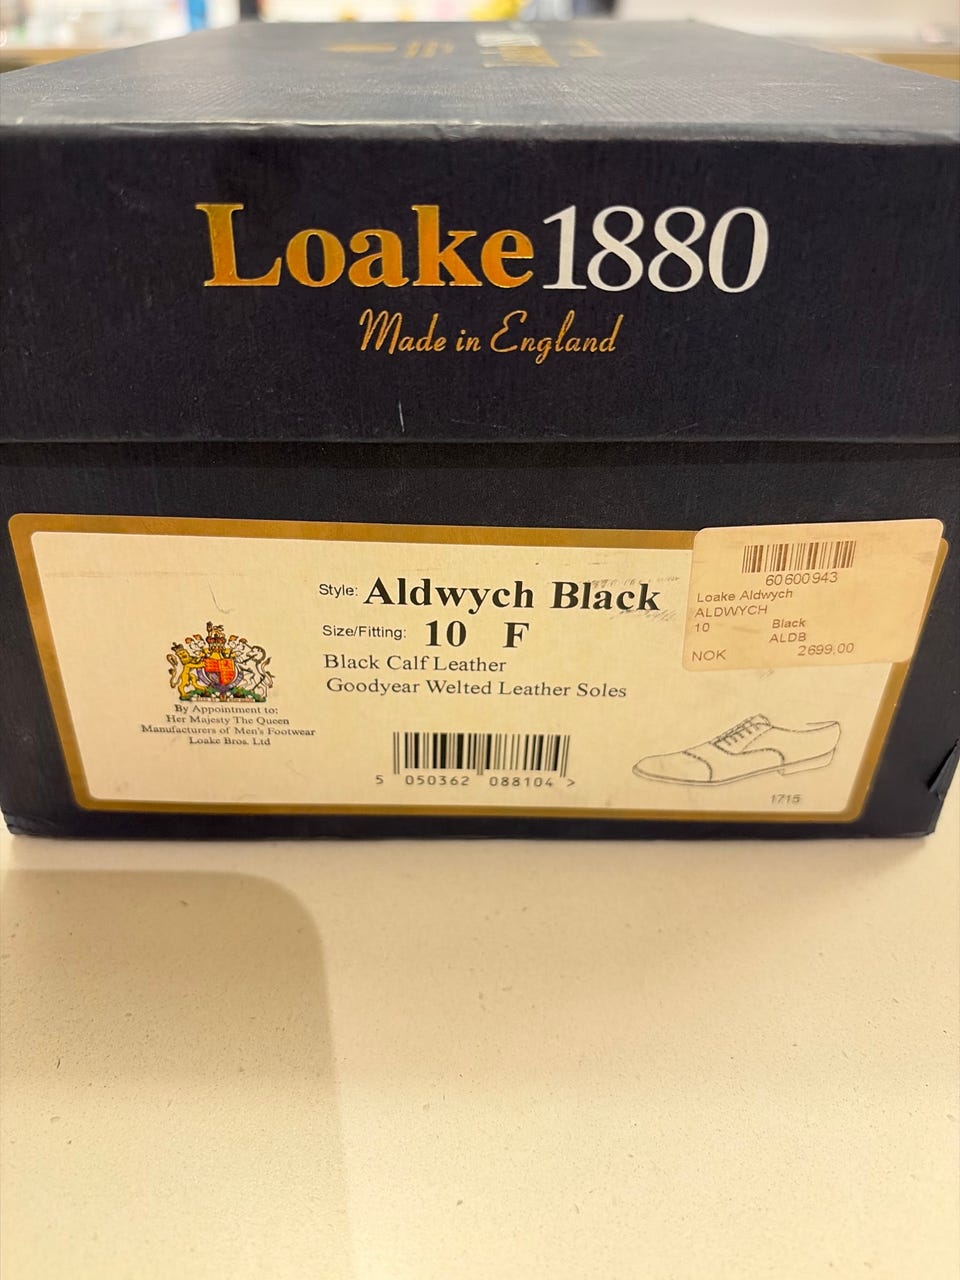 Loake1880
Made in England
Style: Aldwych Black
Size/Fitting: 10 F
Black Calf Leather
Goodyear Welted Leather Soles
By Appointment to:
Her Majesty The Queen
Manufacturers of Men's Footwear
Loake Bros. Ltd
5 050362 088104 >
1715
60600943
Loake Aldwych
ALDWYCH
10 Black
ALDB
NOK 2699,00